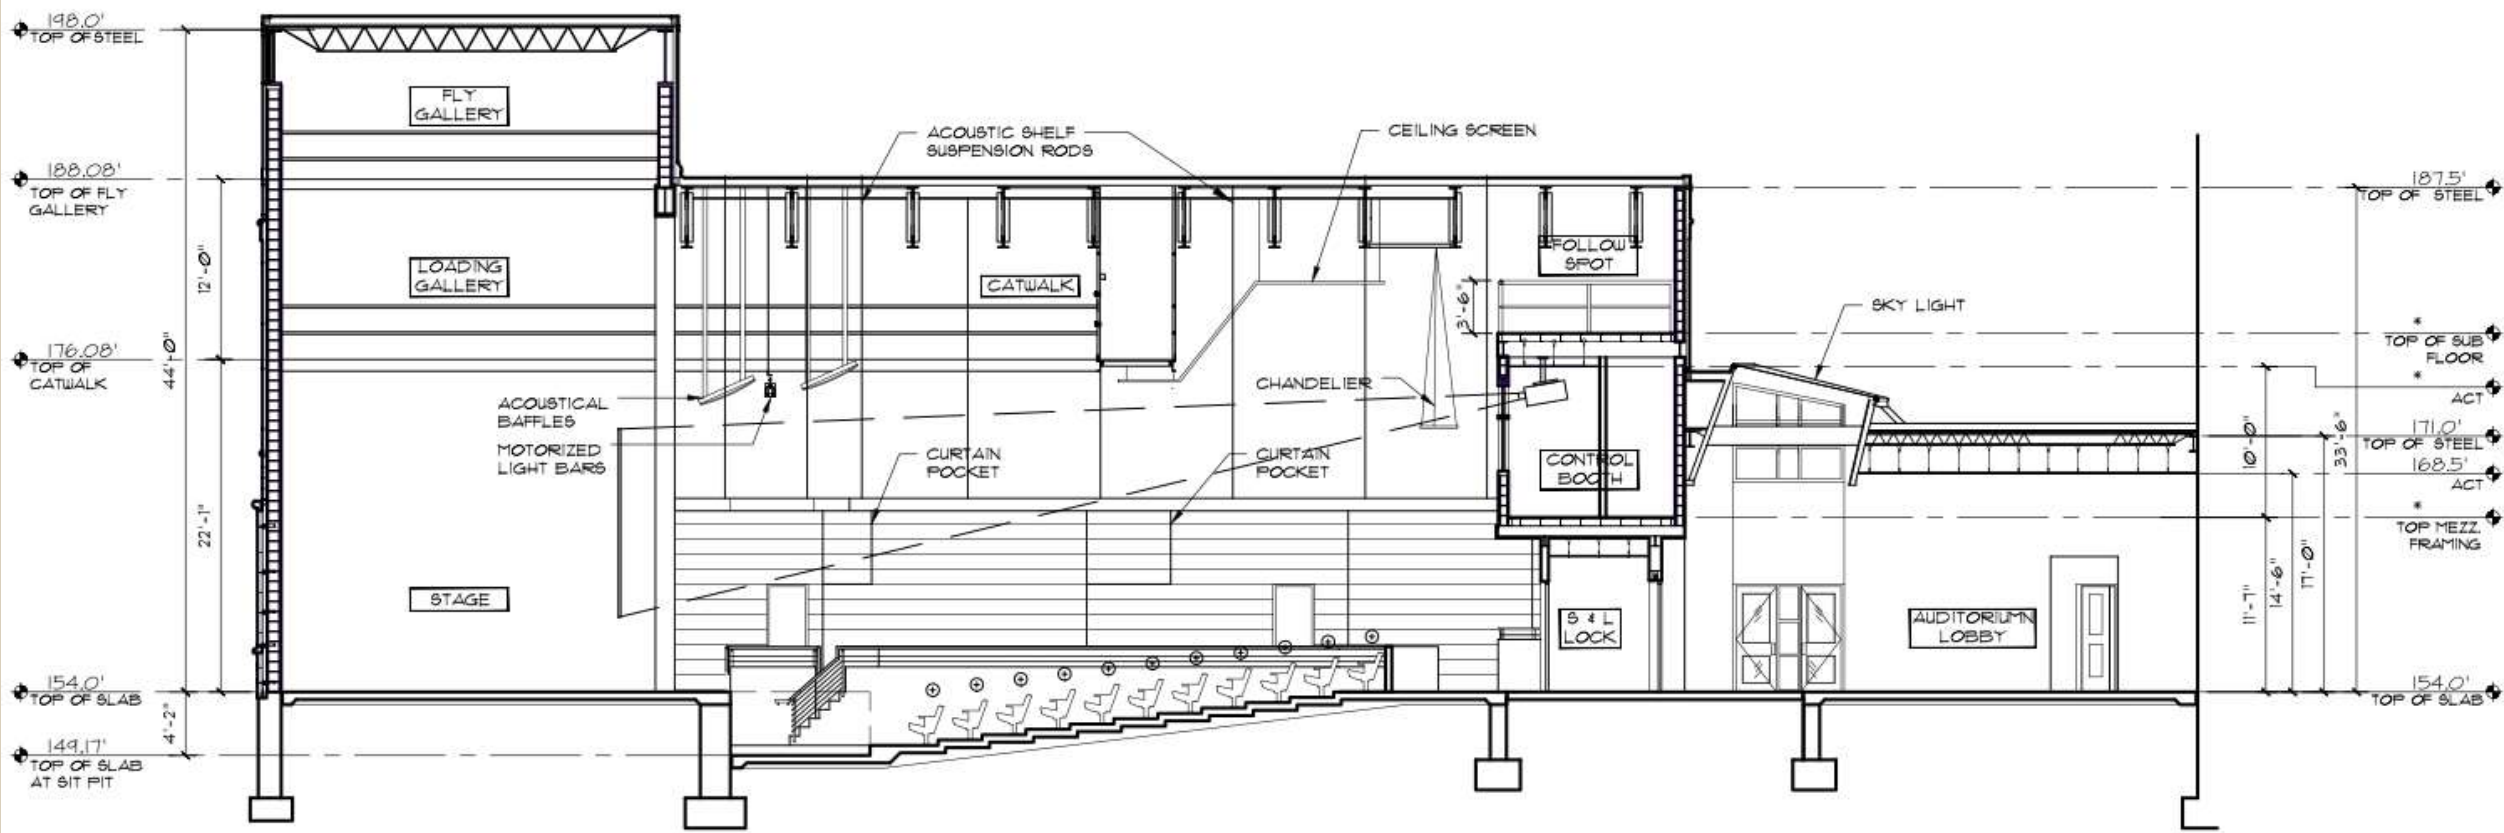 198.0'
TOP OF STEEL
188.08'
TOP OF FLY
GALLERY
176.08'
TOP OF
CATWALK
154.0'
TOP OF SLAB
149.17'
TOP OF SLAB
AT SIT PIT
12'-0"
44'-0"
22'-1"
4'-2"
FLY
GALLERY
LOADING
GALLERY
STAGE
ACOUSTIC SHELF
SUSPENSION RODS
CEILING SCREEN
CATWALK
FOLLOW
SPOT
3'-6"
ACOUSTICAL
BAFFLES
MOTORIZED
LIGHT BARS
CHANDELIER
CURTAIN
POCKET
CURTAIN
POCKET
CONTROL
BOOTH
S & L
LOCK
SKY LIGHT
AUDITORIUMN
LOBBY
187.5'
TOP OF STEEL
*
TOP OF SUB
FLOOR
*
ACT
171.0'
TOP OF STEEL
168.5'
ACT
*
TOP MEZZ.
FRAMING
154.0'
TOP OF SLAB
10'-0"
33'-6"
11'-7"
14'-6"
17'-0"